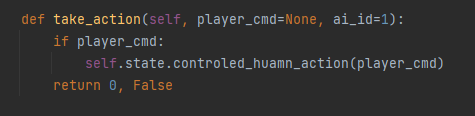 def take_action(self, player_cmd=None, ai_id=1):
    if player_cmd:
        self.state.controled_huamn_action(player_cmd)
    return 0, False